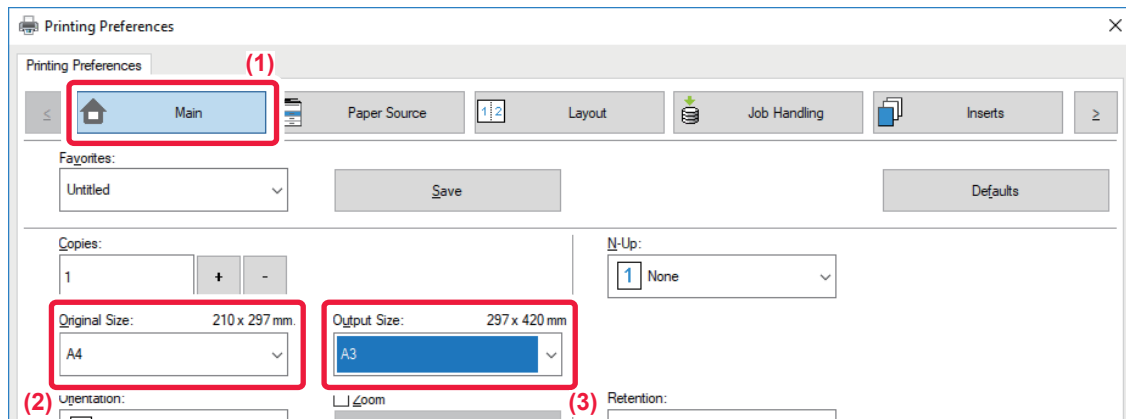 Printing Preferences
Printing Preferences
(1)
≤ Main Paper Source 1 2 Layout Job Handling Inserts ≥
Favorites:
Untitled Save Defaults
Copies: N-Up:
1 + - 1 None
Original Size: 210 x 297 mm. Output Size: 297 x 420 mm
A4 A3
(2) Orientation: Zoom (3) Retention: